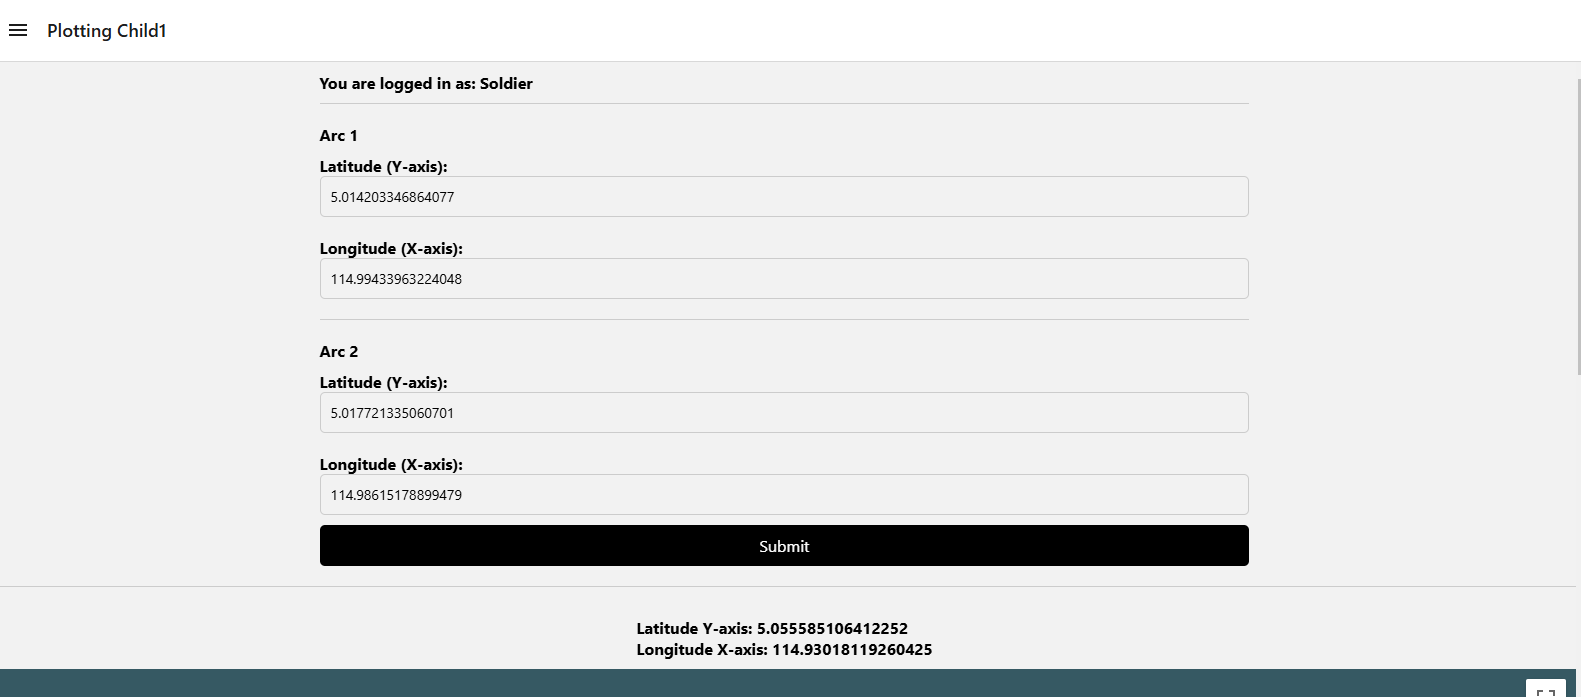 Plotting Child1
You are logged in as: Soldier
Arc 1
Latitude (Y-axis):
5.014203346864077
Longitude (X-axis):
114.99433963224048
Arc 2
Latitude (Y-axis):
5.017721335060701
Longitude (X-axis):
114.98615178899479
Submit
Latitude Y-axis: 5.055585106412252
Longitude X-axis: 114.93018119260425